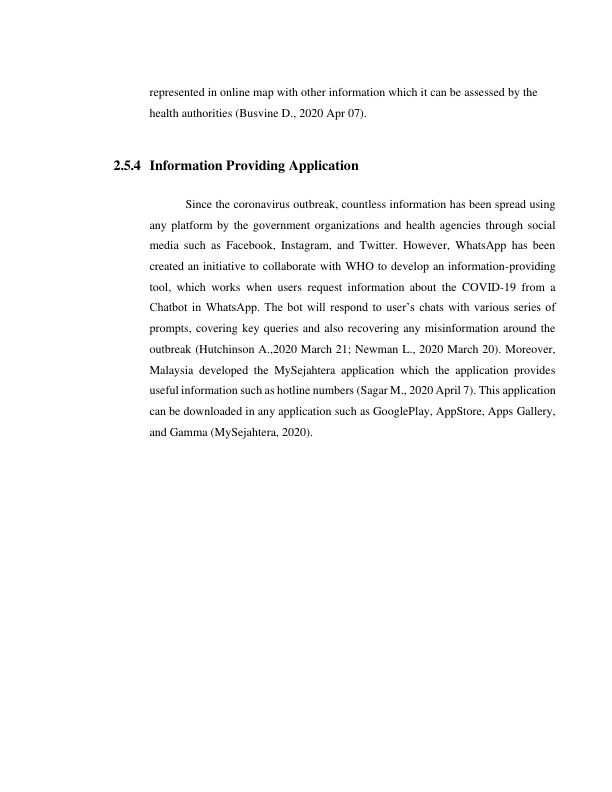 represented in online map with other information which it can be assessed by the
health authorities (Busvine D., 2020 Apr 07).
2.5.4 Information Providing Application
Since the coronavirus outbreak, countless information has been spread using
any platform by the government organizations and health agencies through social
media such as Facebook, Instagram, and Twitter. However, WhatsApp has been
created an initiative to collaborate with WHO to develop an information-providing
tool, which works when users request information about the COVID-19 from a
Chatbot in WhatsApp. The bot will respond to user’s chats with various series of
prompts, covering key queries and also recovering any misinformation around the
outbreak (Hutchinson A.,2020 March 21; Newman L., 2020 March 20). Moreover,
Malaysia developed the MySejahtera application which the application provides
useful information such as hotline numbers (Sagar M., 2020 April 7). This application
can be downloaded in any application such as GooglePlay, AppStore, Apps Gallery,
and Gamma (MySejahtera, 2020).